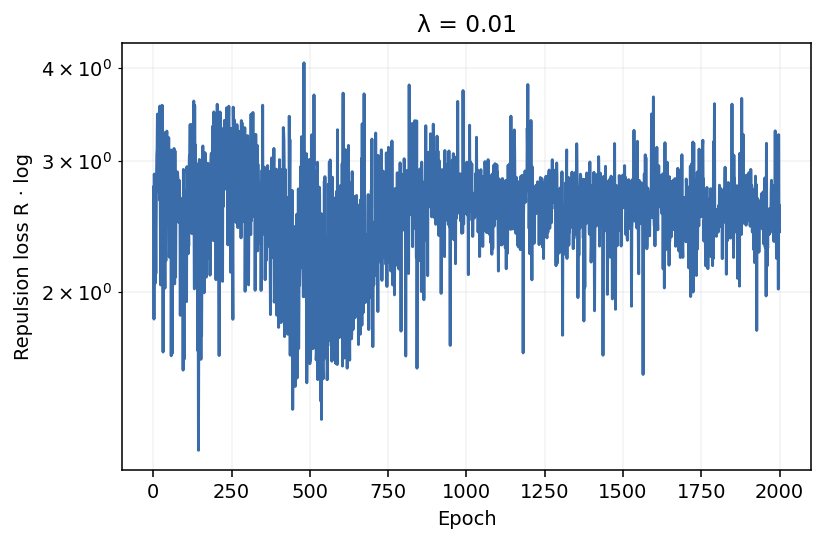 λ = 0.01
Repulsion loss R · log
4 × 10⁰
3 × 10⁰
2 × 10⁰
0 250 500 750 1000 1250 1500 1750 2000
Epoch